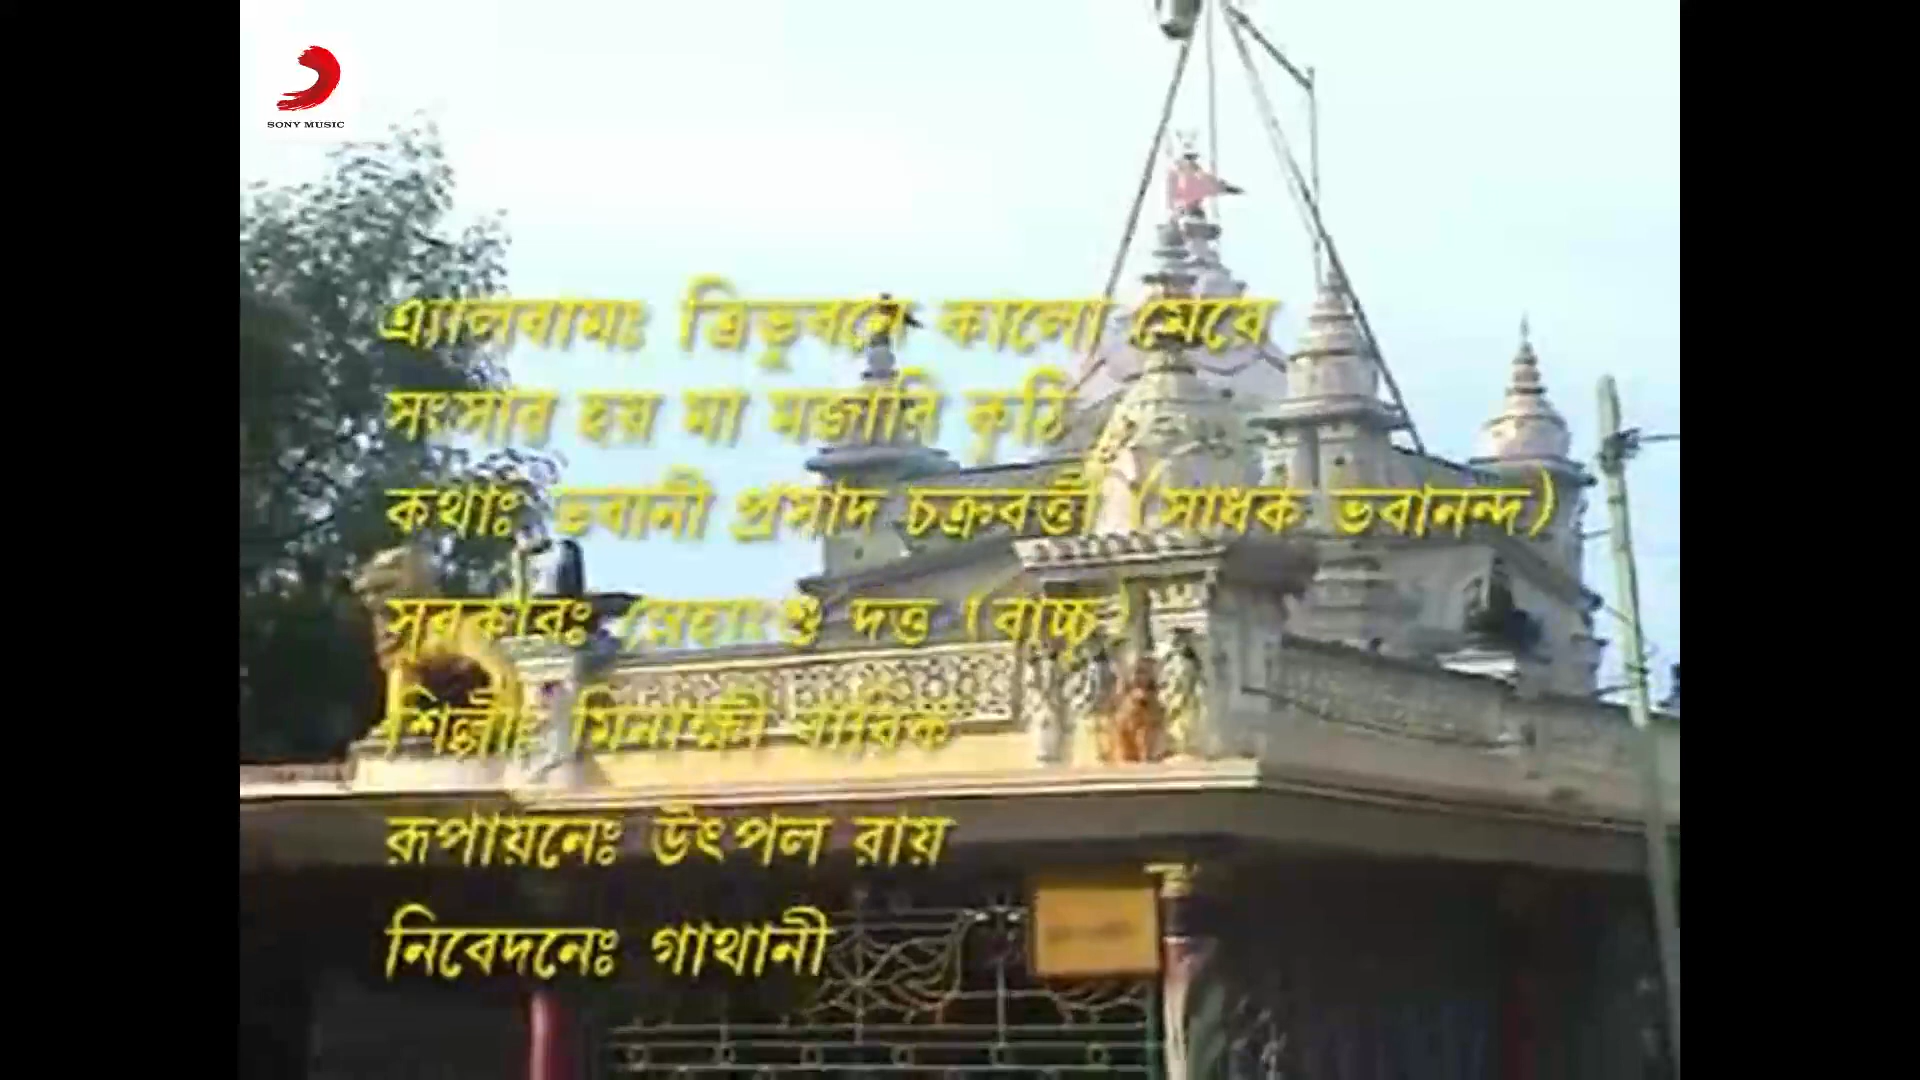 SONY MUSIC
এ্যালবামঃ ত্রিভুবনে কালো মেয়ে
সংসার হয় মা মজারি কুঠি
কথাঃ ভবানী প্রসাদ চক্রবর্ত্তী (সাধক ভবানন্দ)
সুরকারঃ স্নেহাংশু দত্ত (বাচ্চু)
শিল্পীঃ মিনাক্ষী
রূপায়নেঃ উৎপল রায়
নিবেদনেঃ গাথানী